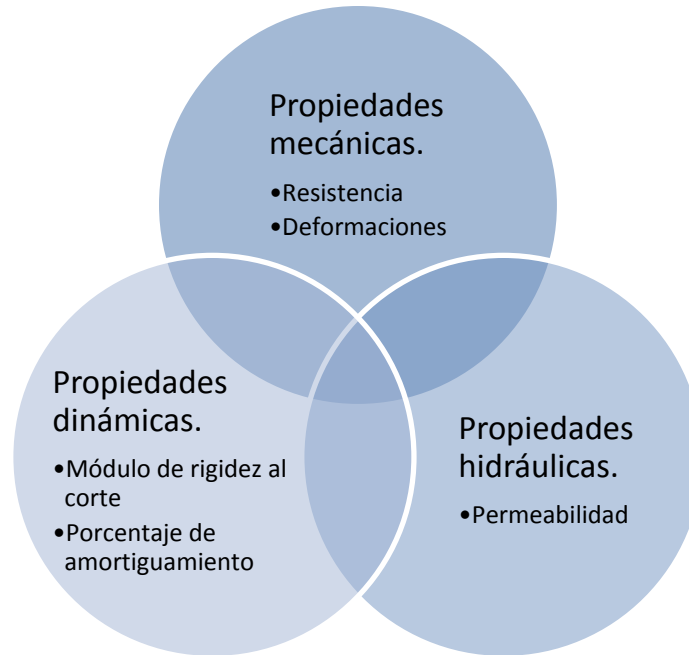 Propiedades
mecánicas.
•Resistencia
•Deformaciones
Propiedades
dinámicas.
•Módulo de rigidez al
corte
•Porcentaje de
amortiguamiento
Propiedades
hidráulicas.
•Permeabilidad